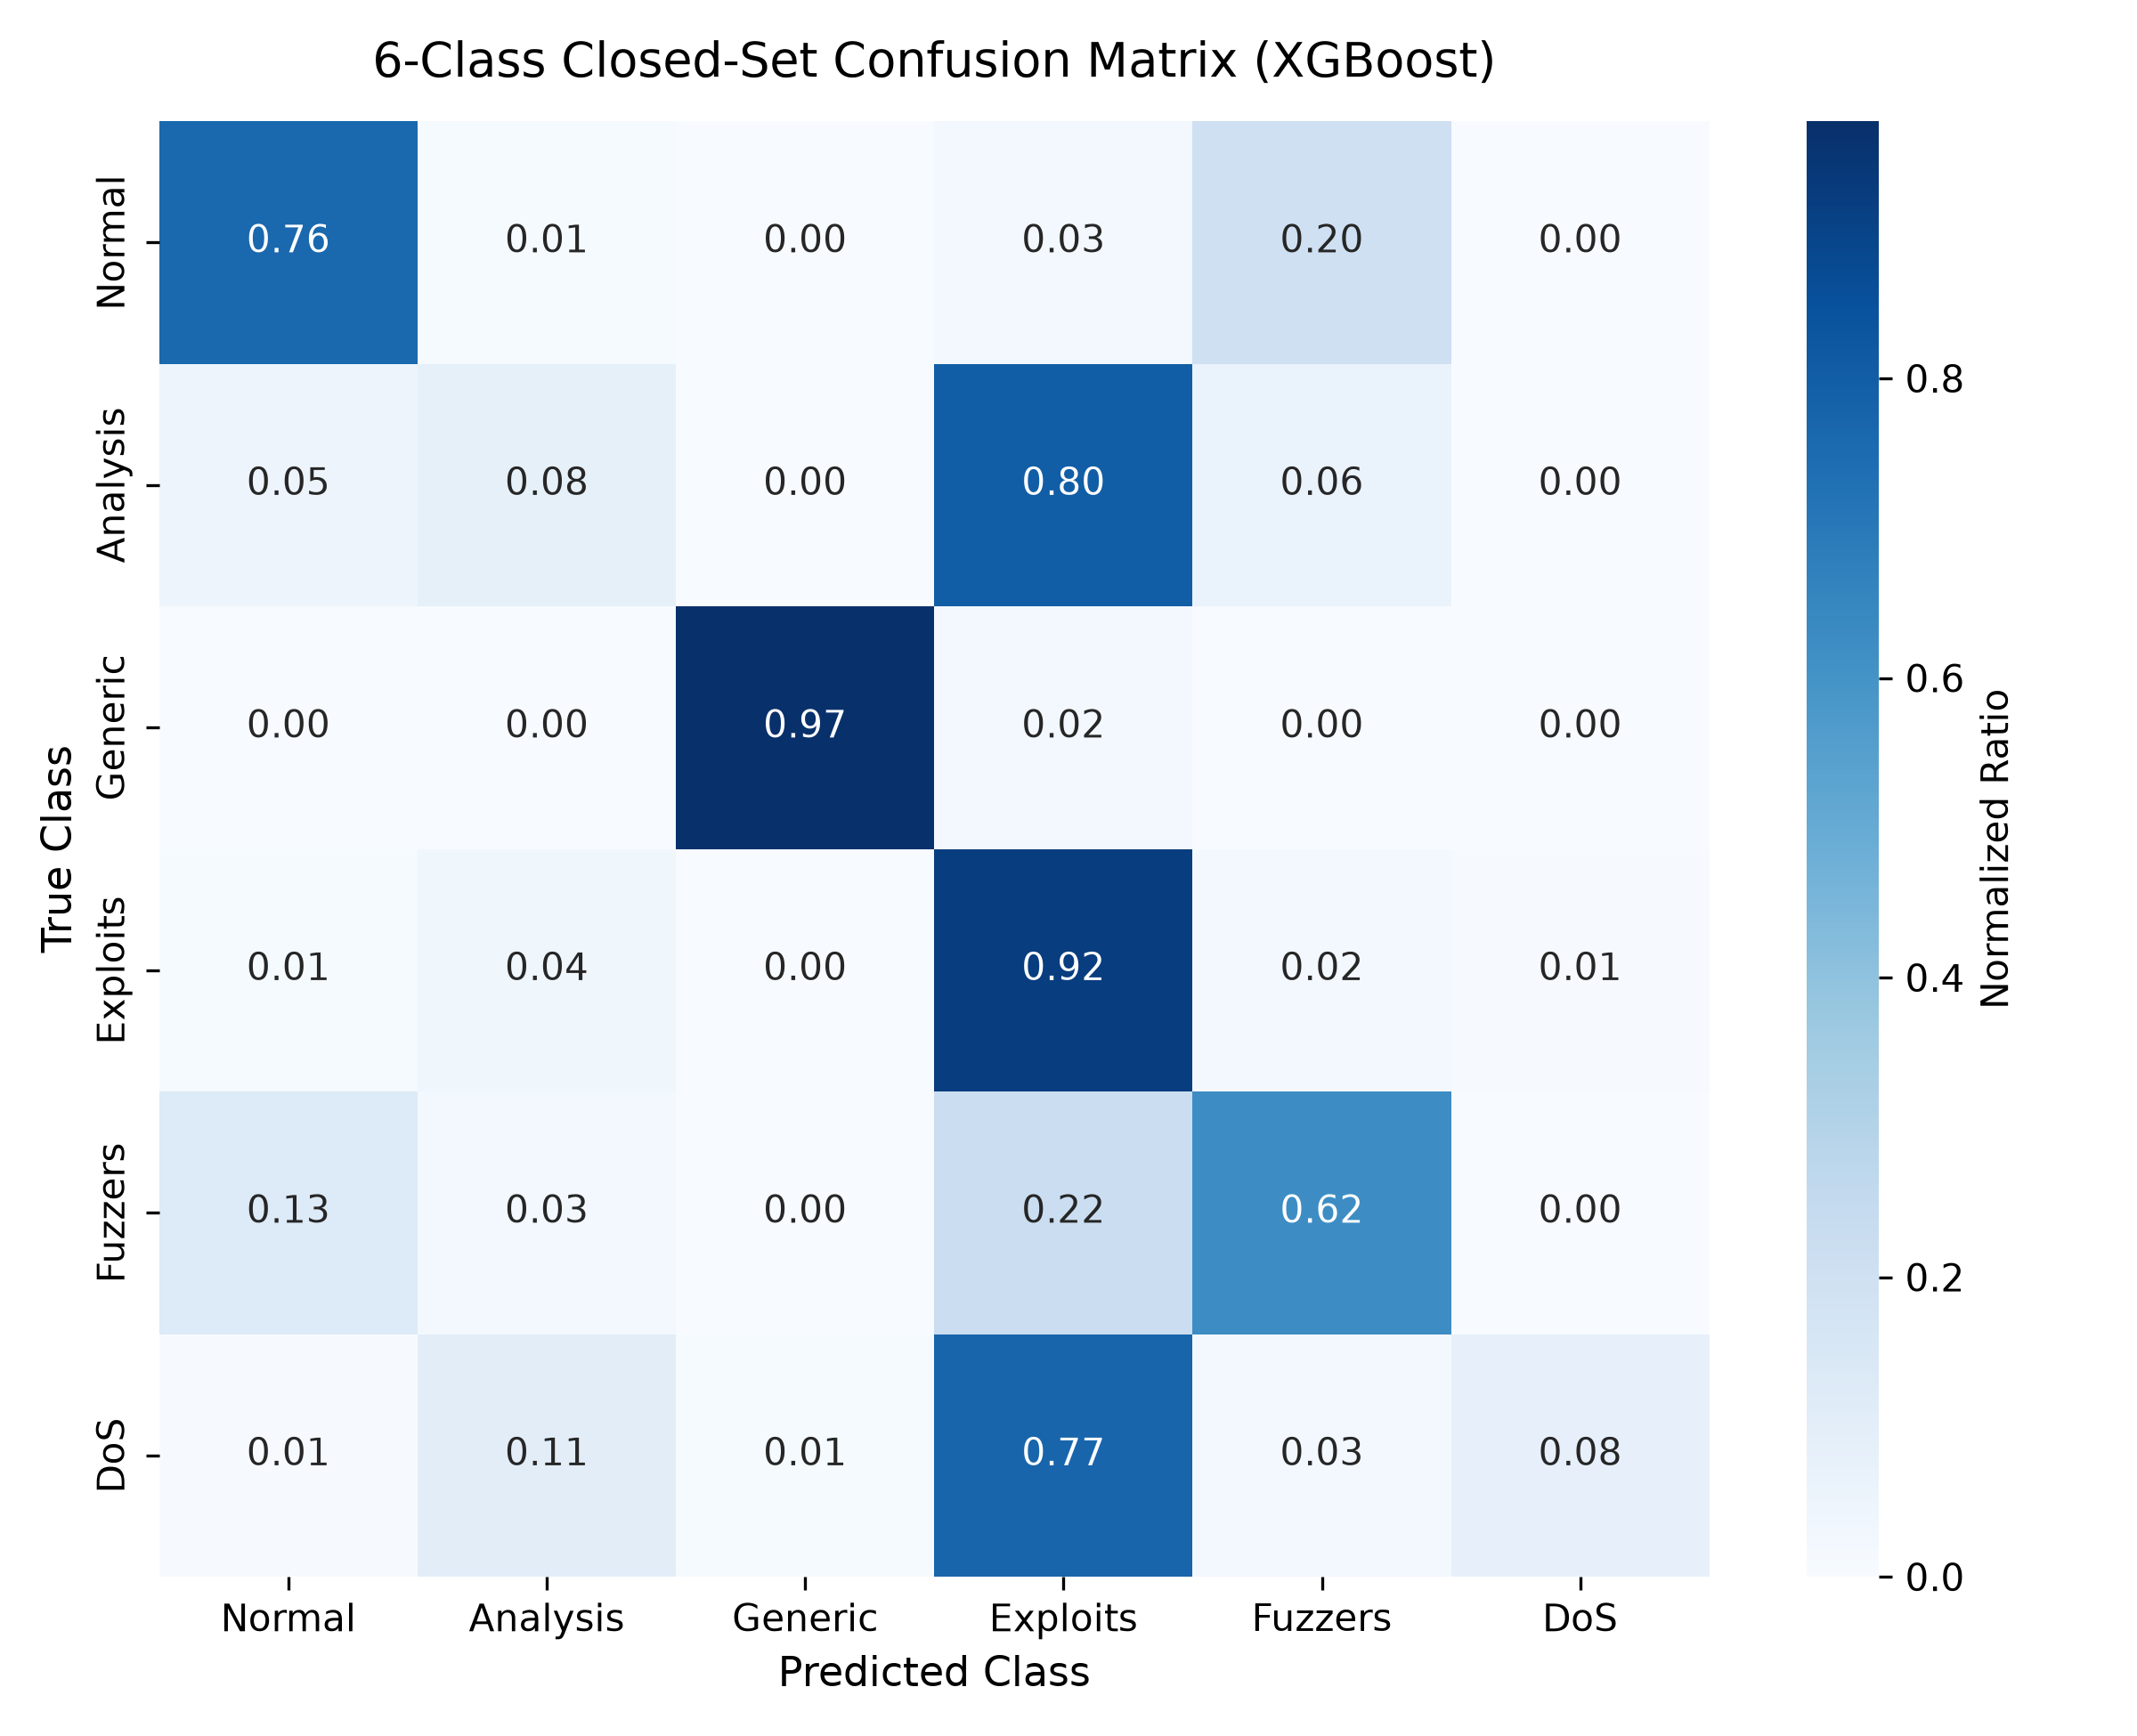 6-Class Closed-Set Confusion Matrix (XGBoost)
True Class
Normal 0.76 0.01 0.00 0.03 0.20 0.00
Analysis 0.05 0.08 0.00 0.80 0.06 0.00
Generic 0.00 0.00 0.97 0.02 0.00 0.00
Exploits 0.01 0.04 0.00 0.92 0.02 0.01
Fuzzers 0.13 0.03 0.00 0.22 0.62 0.00
DoS 0.01 0.11 0.01 0.77 0.03 0.08
Normal Analysis Generic Exploits Fuzzers DoS
Predicted Class
0.8
0.6
0.4
0.2
0.0
Normalized Ratio